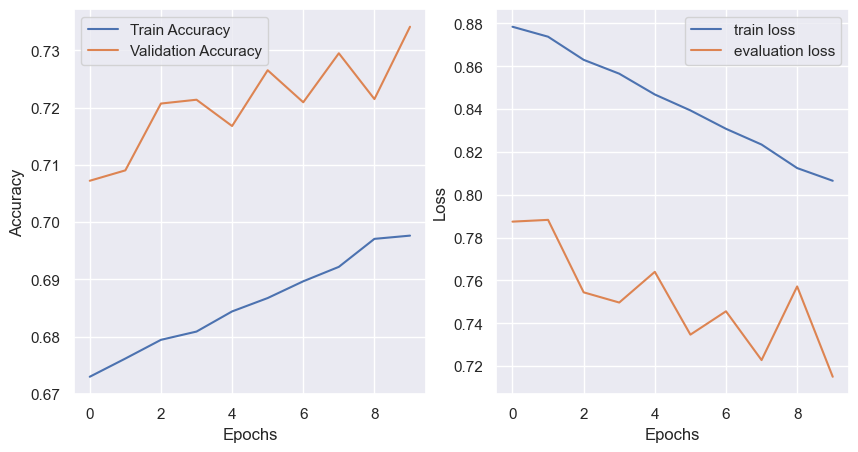 Train Accuracy
Validation Accuracy
0.73
0.72
0.71
0.70
0.69
0.68
0.67
Accuracy
0 2 4 6 8
Epochs
train loss
evaluation loss
0.88
0.86
0.84
0.82
0.80
0.78
0.76
0.74
0.72
Loss
0 2 4 6 8
Epochs